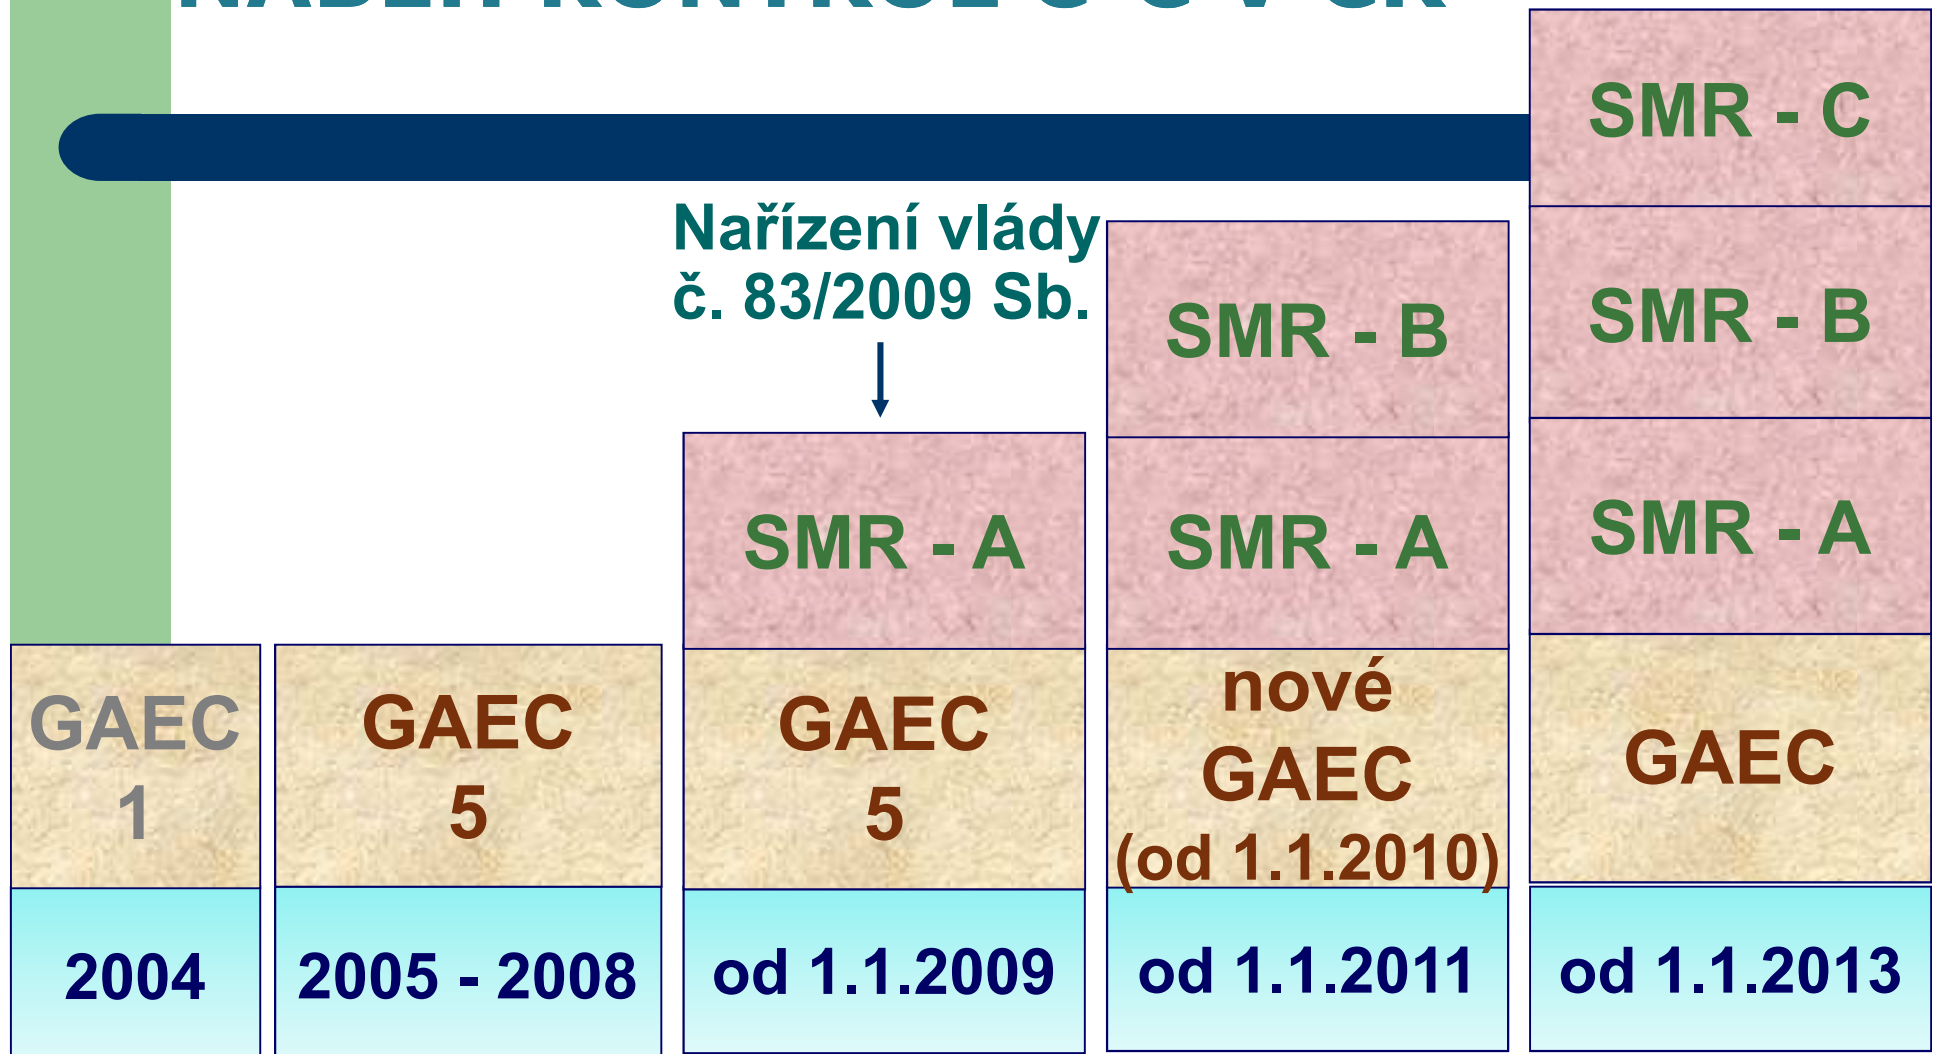 Nařízení vlády
č. 83/2009 Sb.
GAEC
1
2004
GAEC
5
2005 - 2008
SMR - A
GAEC
5
od 1.1.2009
SMR - B
SMR - A
nové
GAEC
(od 1.1.2010)
od 1.1.2011
SMR - C
SMR - B
SMR - A
GAEC
od 1.1.2013